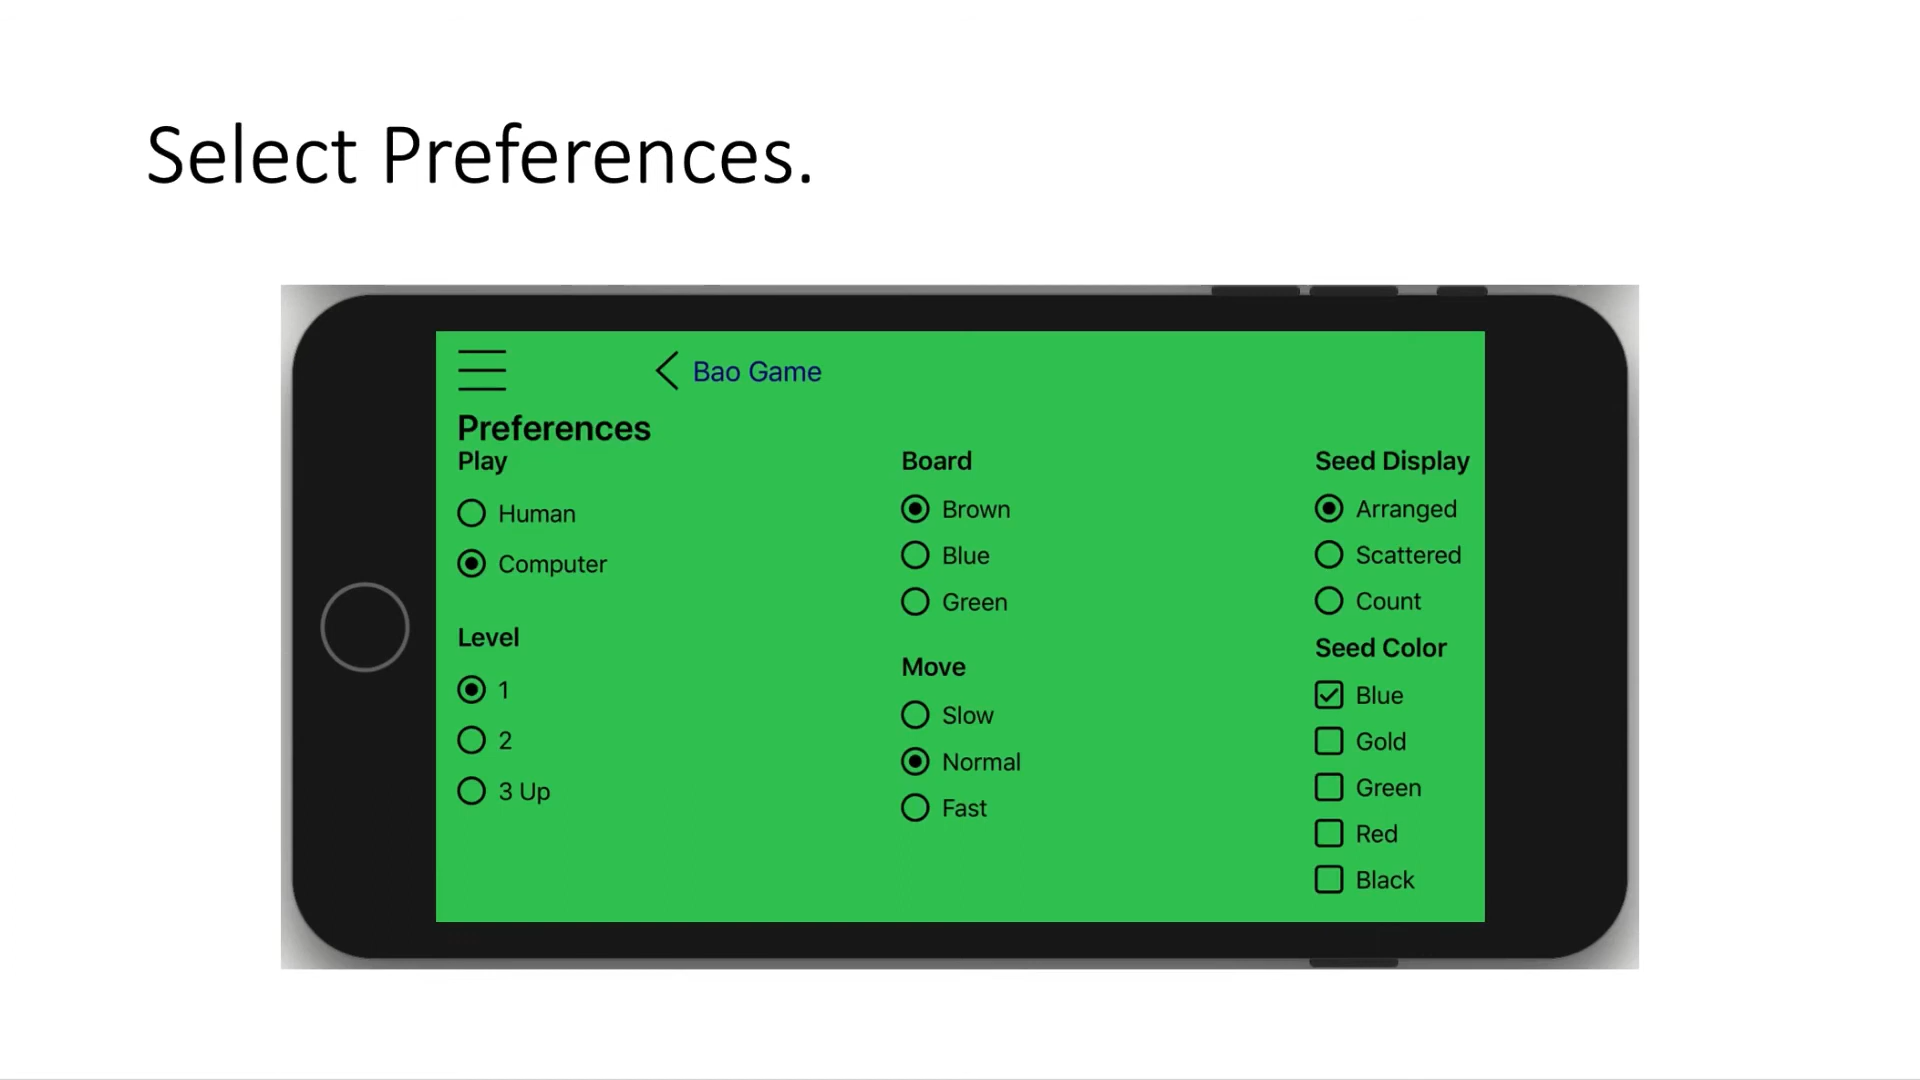 Select Preferences.
Bao Game
Preferences
Play
Human
Computer
Level
1
2
3 Up
Board
Brown
Blue
Green
Move
Slow
Normal
Fast
Seed Display
Arranged
Scattered
Count
Seed Color
Blue
Gold
Green
Red
Black